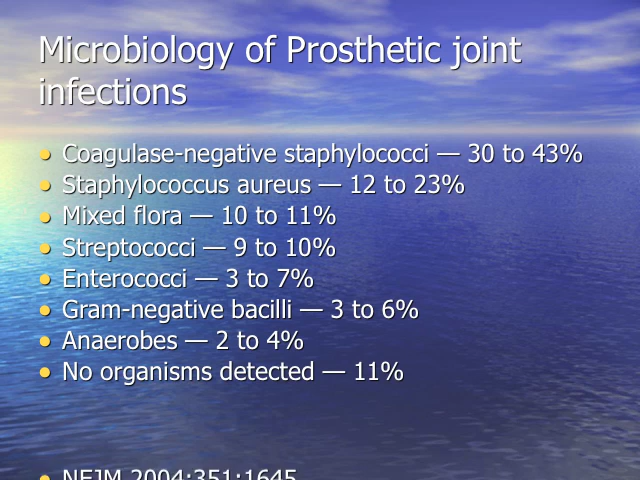 Microbiology of Prosthetic joint
infections
• Coagulase-negative staphylococci — 30 to 43%
• Staphylococcus aureus — 12 to 23%
• Mixed flora — 10 to 11%
• Streptococci — 9 to 10%
• Enterococci — 3 to 7%
• Gram-negative bacilli — 3 to 6%
• Anaerobes — 2 to 4%
• No organisms detected — 11%
• NEJM 2004;351:1645